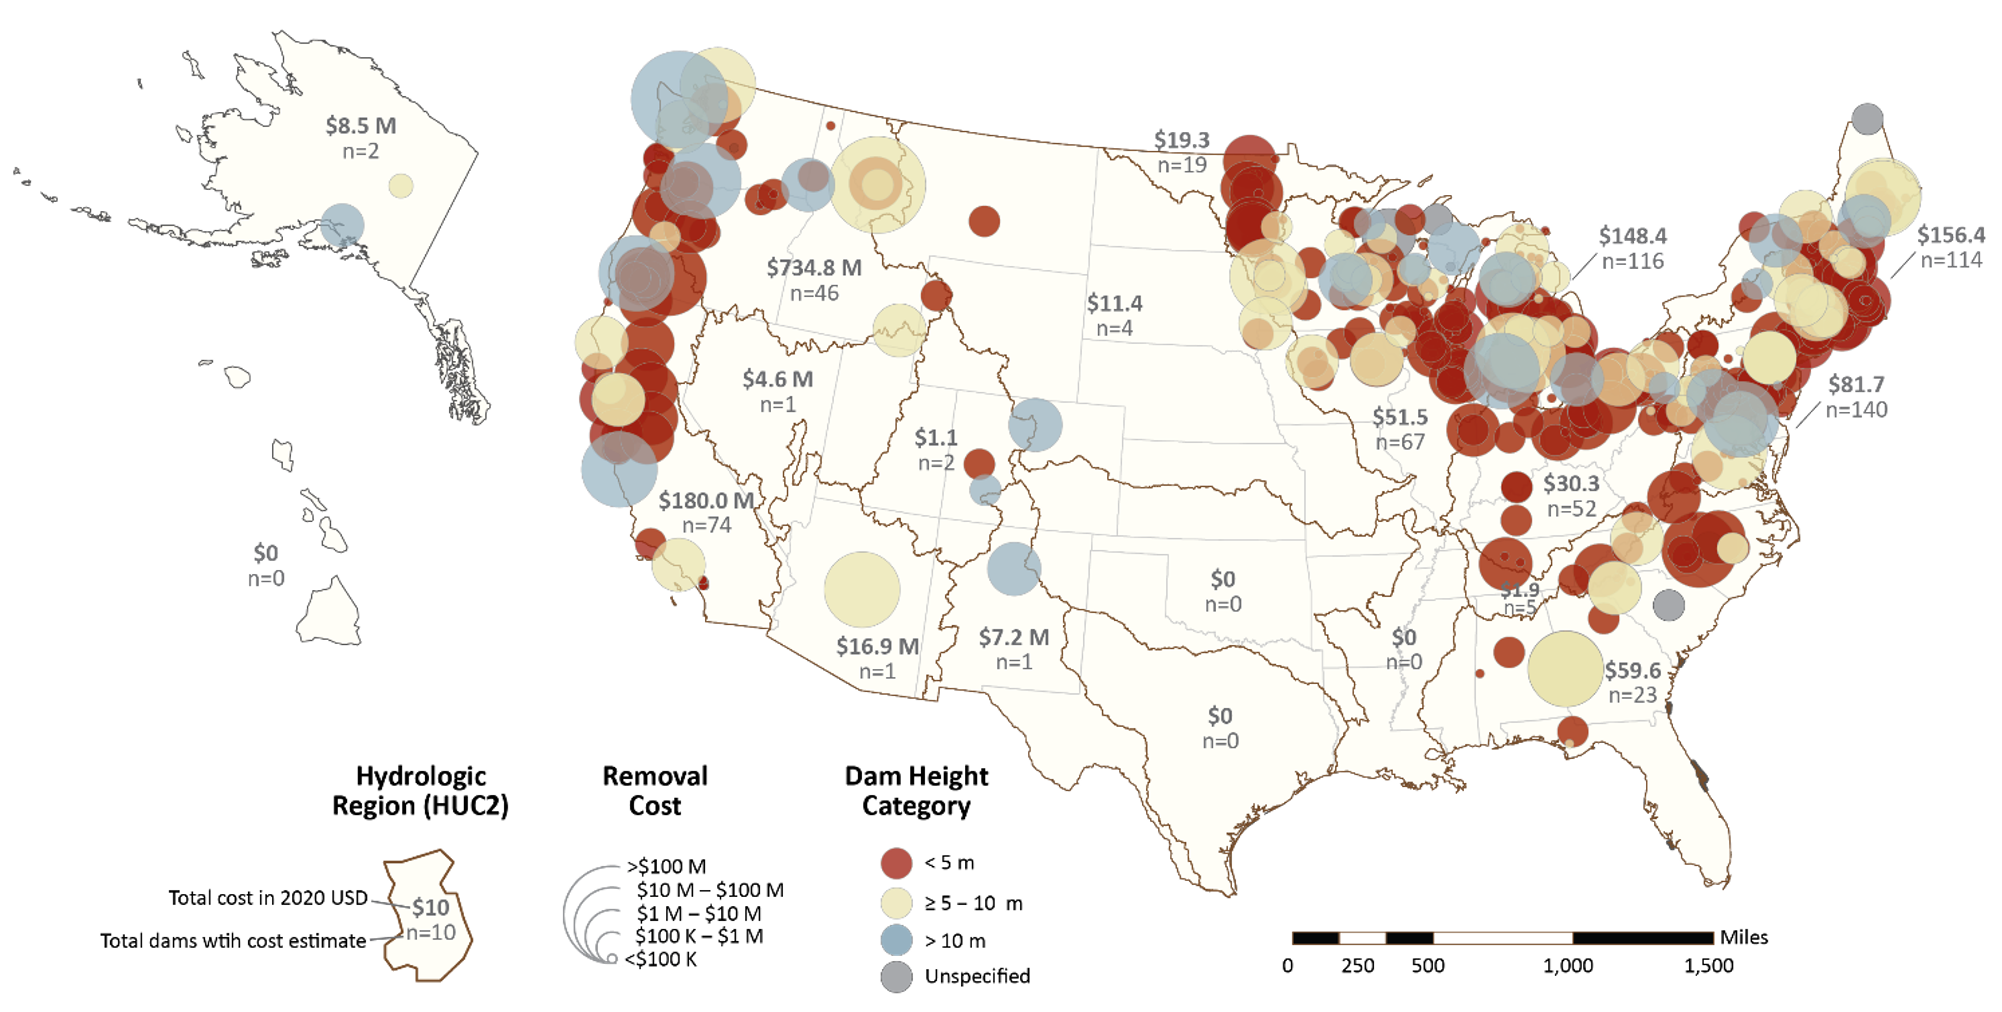 $8.5 M
n=2
$0
n=0
$734.8 M
n=46
$4.6 M
n=1
$180.0 M
n=74
$1.1
n=2
$16.9 M
n=1
$7.2 M
n=1
$11.4
n=4
$19.3
n=19
$148.4
n=116
$156.4
n=114
$81.7
n=140
$51.5
n=67
$30.3
n=52
$1.9
n=5
$59.6
n=23
$0
n=0
$0
n=0
$0
n=0
Hydrologic
Region (HUC2)
Total cost in 2020 USD
$10
Total dams wtih cost estimate
n=10
Removal
Cost
>$100 M
$10 M – $100 M
$1 M – $10 M
$100 K – $1 M
<$100 K
Dam Height
Category
< 5 m
≥ 5 – 10 m
> 10 m
Unspecified
Miles
0 250 500 1,000 1,500